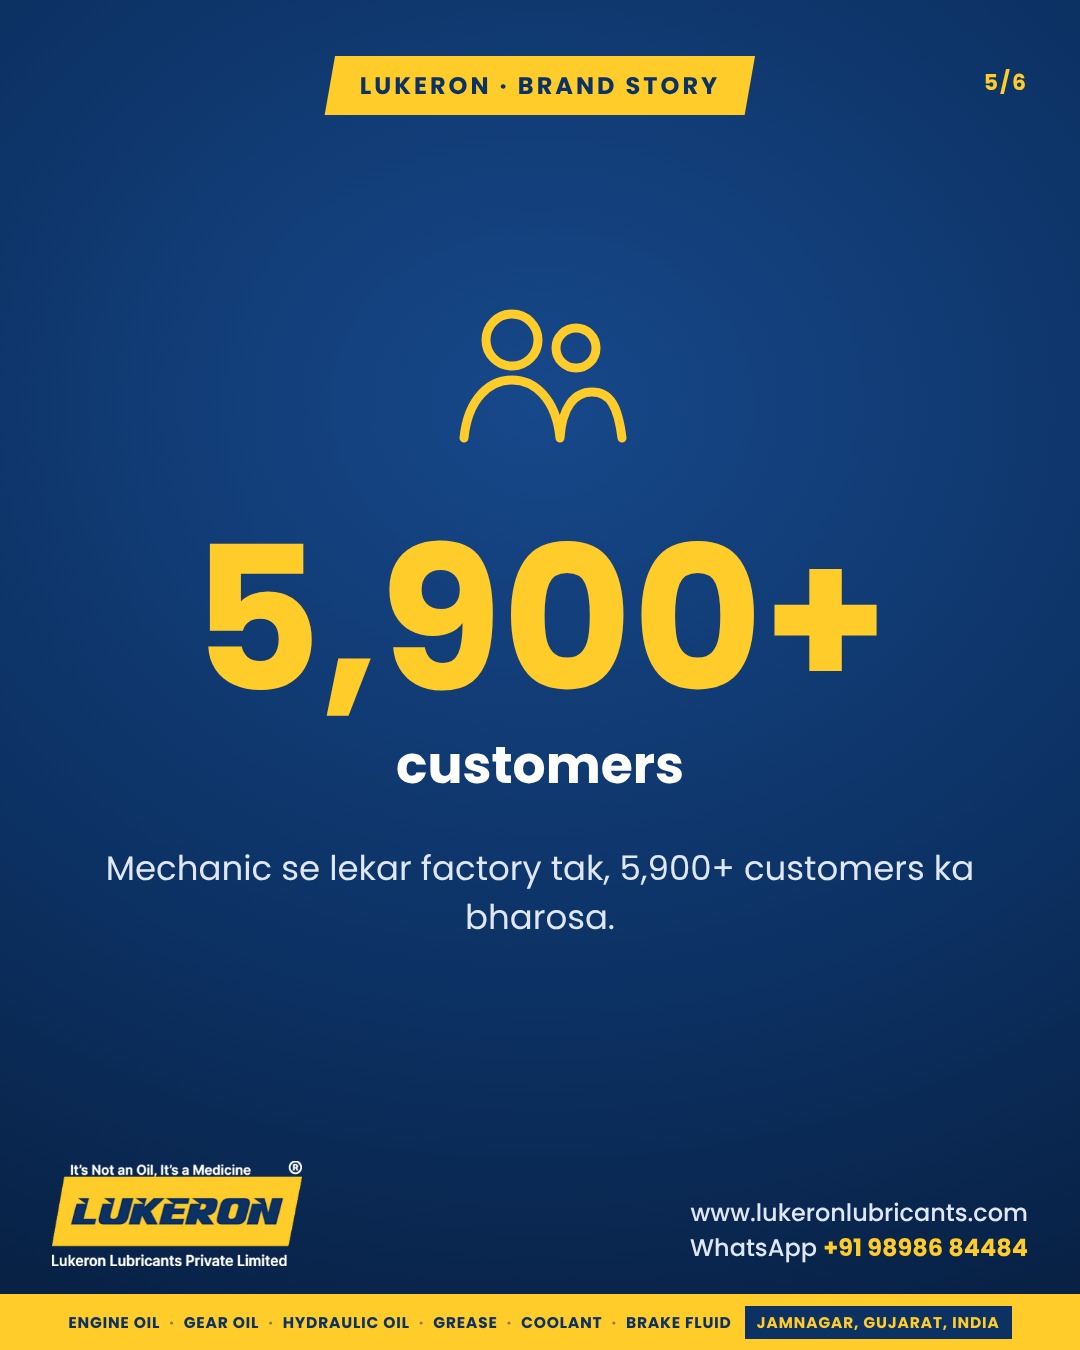 LUKERON · BRAND STORY
5/6
5,900+
customers
Mechanic se lekar factory tak, 5,900+ customers ka
bharosa.
It's Not an Oil, It's a Medicine ®
LUKERON
Lukeron Lubricants Private Limited
www.lukeronlubricants.com
WhatsApp +91 98986 84484
ENGINE OIL · GEAR OIL · HYDRAULIC OIL · GREASE · COOLANT · BRAKE FLUID JAMNAGAR, GUJARAT, INDIA